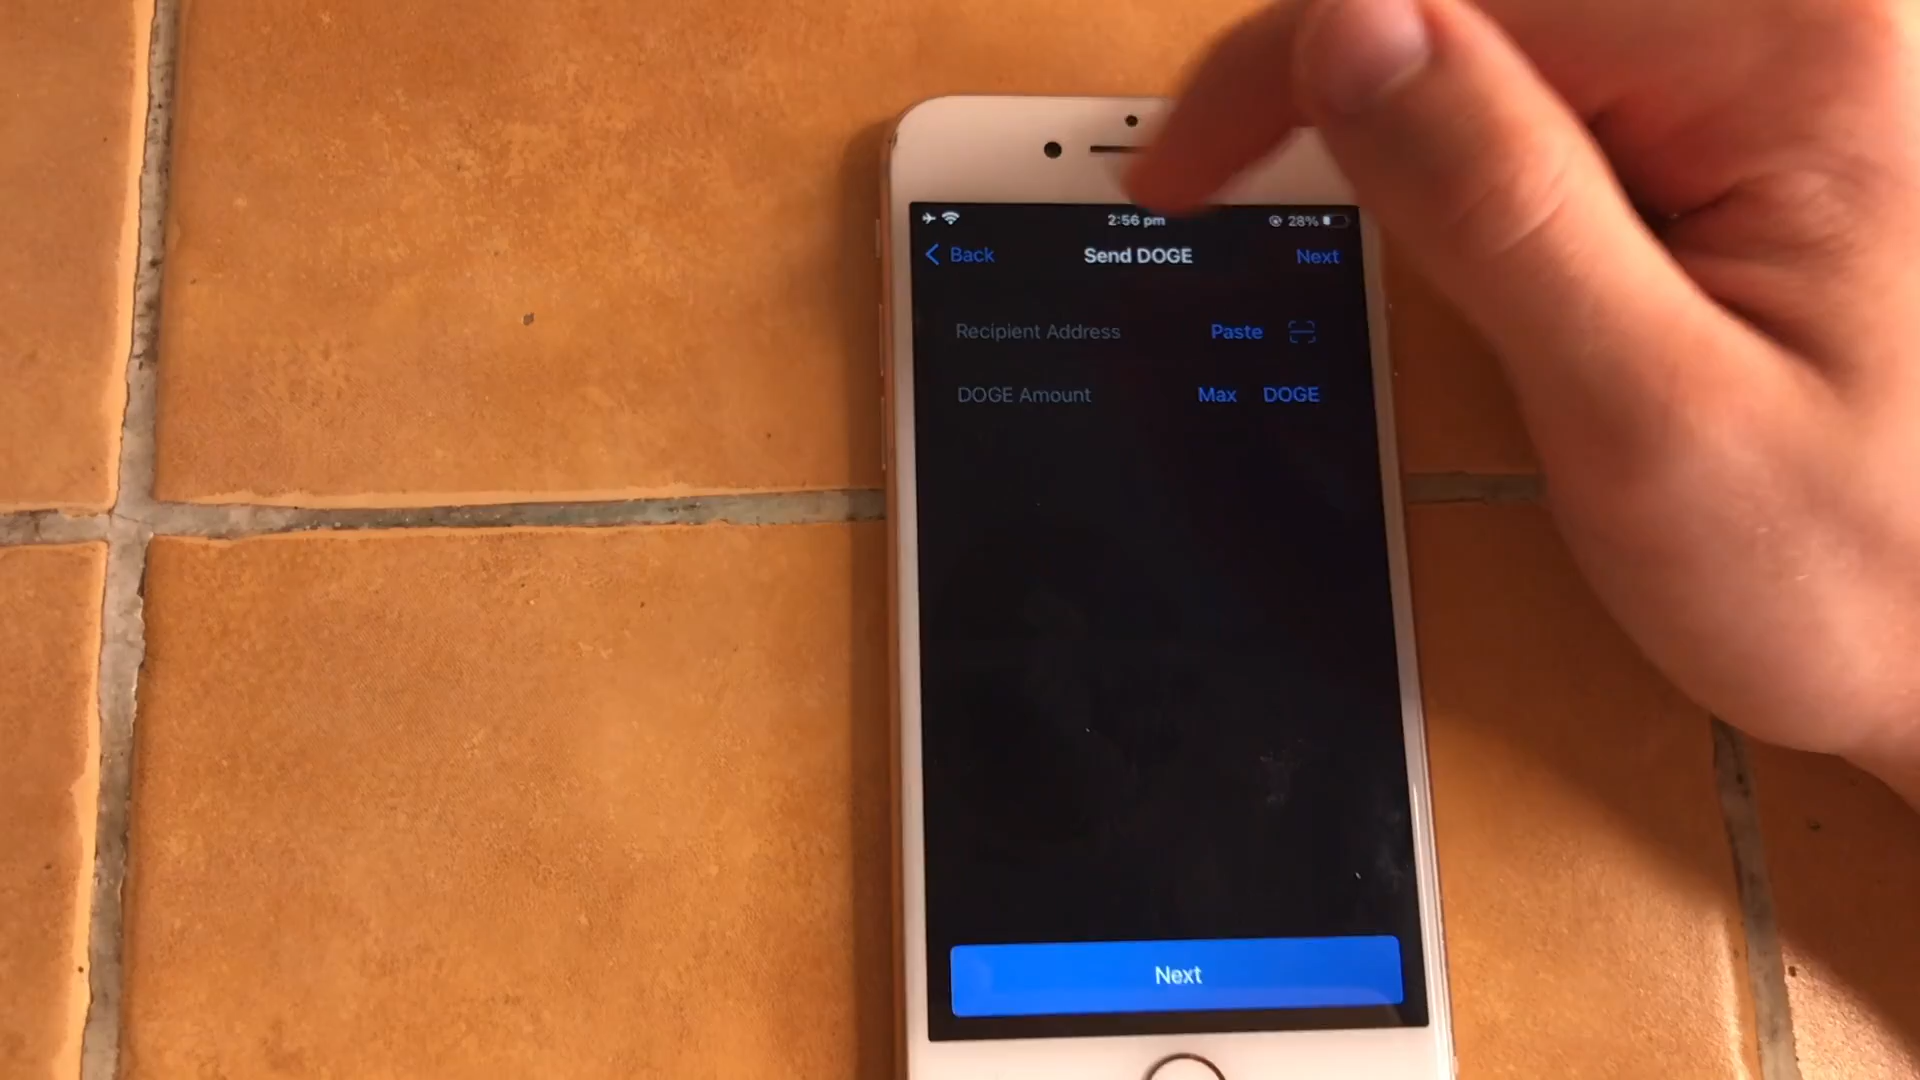 2:56 pm 28%
Back Send DOGE Next
Recipient Address Paste
DOGE Amount Max DOGE
Next